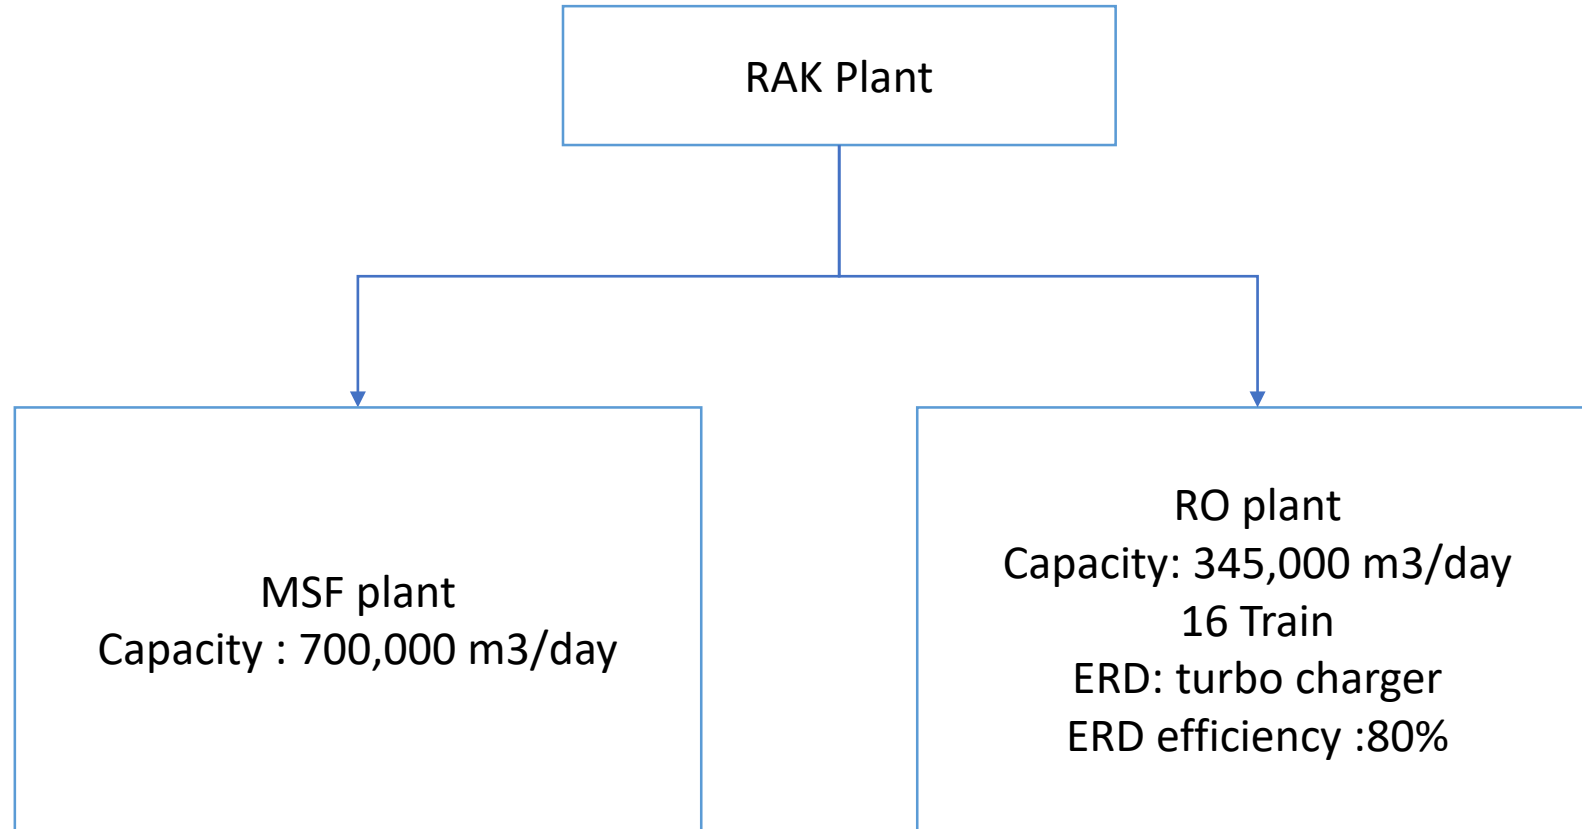 RAK Plant
MSF plant
Capacity : 700,000 m3/day
RO plant
Capacity: 345,000 m3/day
16 Train
ERD: turbo charger
ERD efficiency :80%